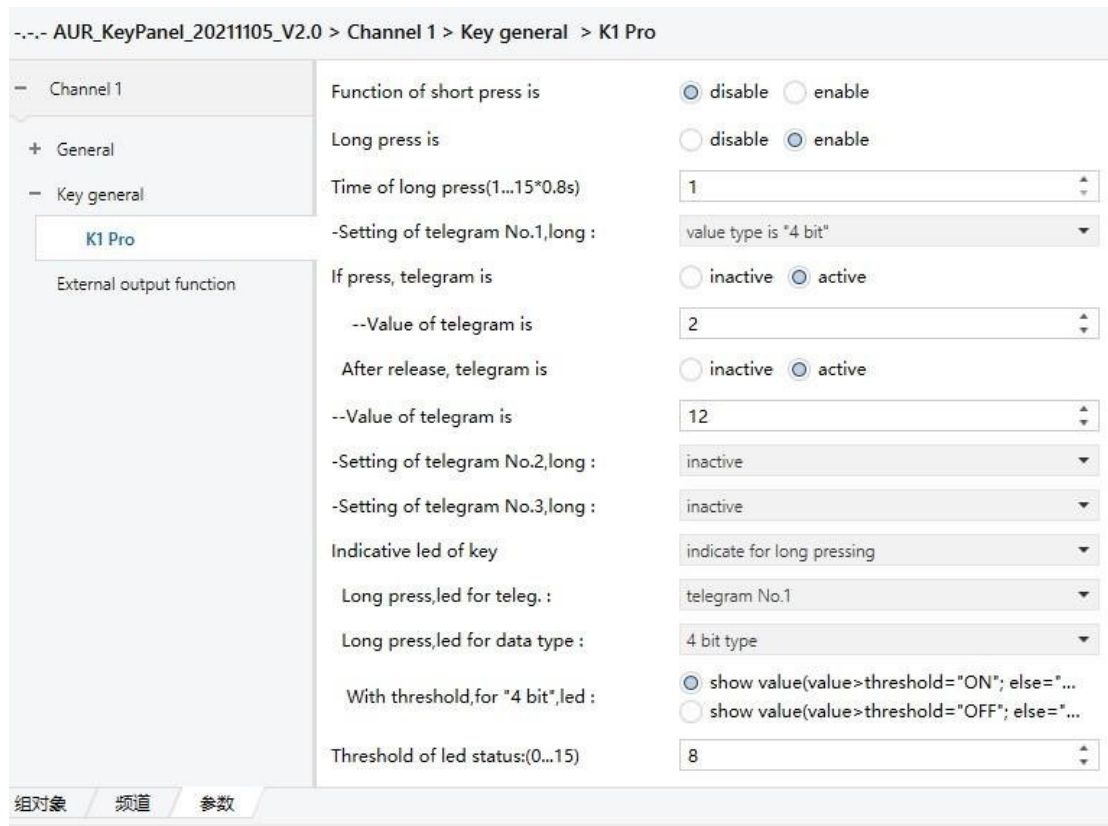 -.-.- AUR_KeyPanel_20211105_V2.0 > Channel 1 > Key general > K1 Pro
Channel 1
General
Key general
K1 Pro
External output function
Function of short press is disable enable
Long press is disable enable
Time of long press(1...15*0.8s) 1
-Setting of telegram No.1,long : value type is "4 bit"
If press, telegram is inactive active
--Value of telegram is 2
After release, telegram is inactive active
--Value of telegram is 12
-Setting of telegram No.2,long : inactive
-Setting of telegram No.3,long : inactive
Indicative led of key indicate for long pressing
Long press,led for teleg. : telegram No.1
Long press,led for data type : 4 bit type
With threshold,for "4 bit",led : show value(value>threshold="ON"; else="...
show value(value>threshold="OFF"; else="...
Threshold of led status:(0...15) 8
组对象 频道 参数